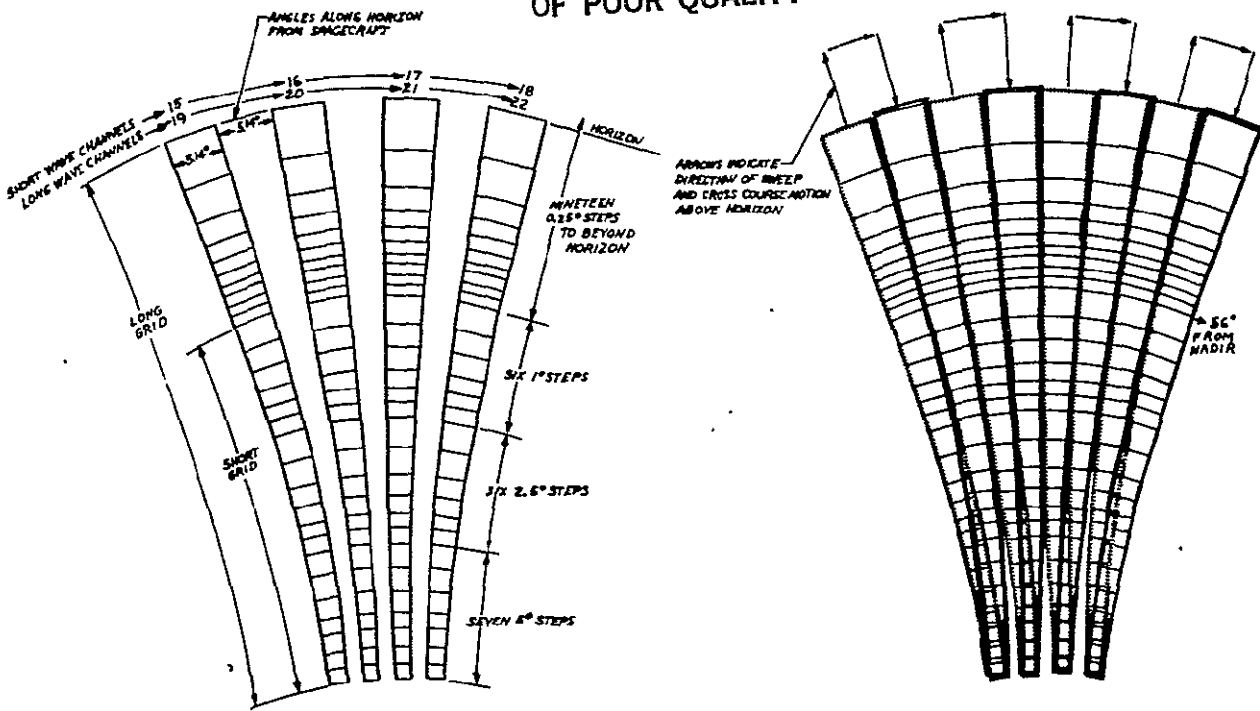 OF POOR QUALITY
ANGLES ALONG HORIZON
FROM SPACECRAFT
SHORT WAVE CHANNELS 15 16 17 18
LONG WAVE CHANNELS 19 20 21 22
5.14°
5.14°
HORIZON
NINETEEN
0.25° STEPS
TO BEYOND
HORIZON
LONG
GRID
SHORT
GRID
SIX 1° STEPS
SIX 2.5° STEPS
SEVEN 5° STEPS
ARROWS INDICATE
DIRECTION OF SWEEP
AND CROSS COURSE MOTION
ABOVE HORIZON
56°
FROM
NADIR